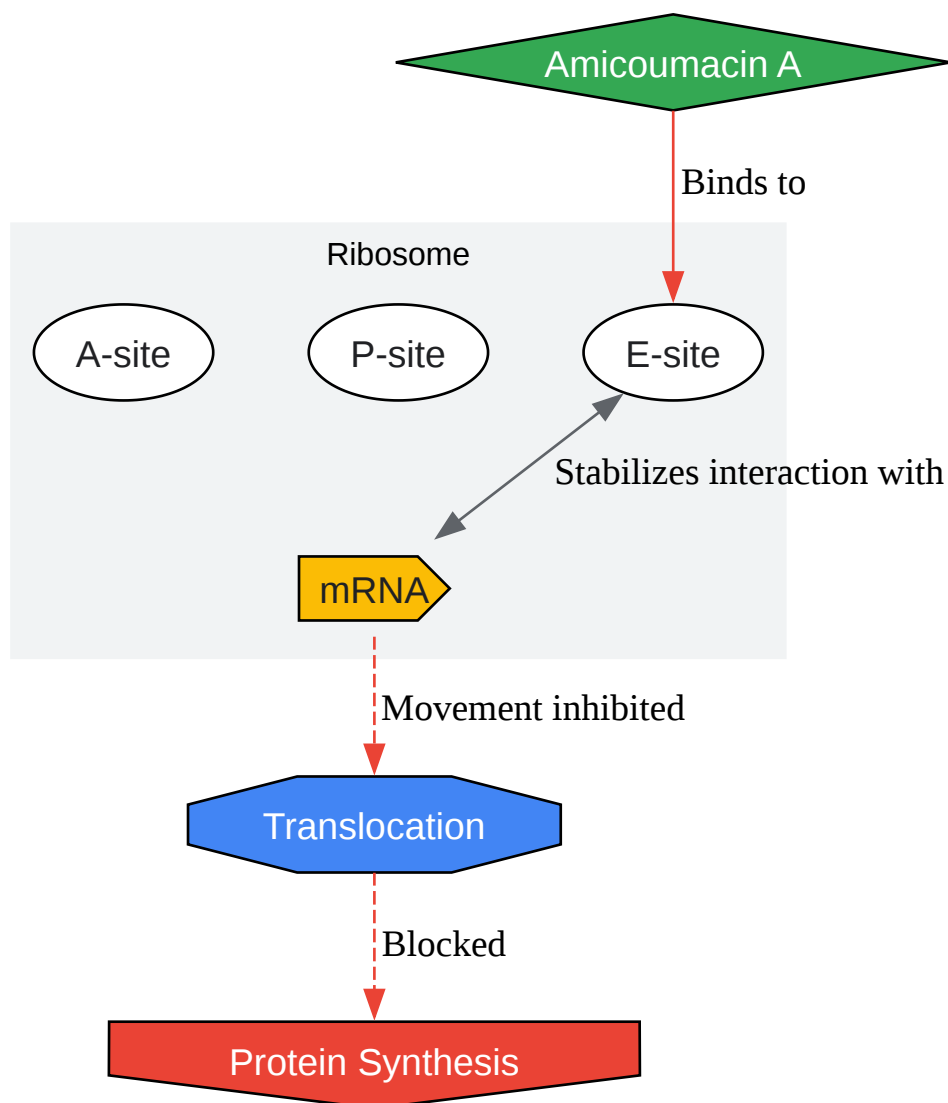 Amicoumacin A
Binds to
Ribosome
A-site
P-site
E-site
Stabilizes interaction with
mRNA
Movement inhibited
Translocation
Blocked
Protein Synthesis